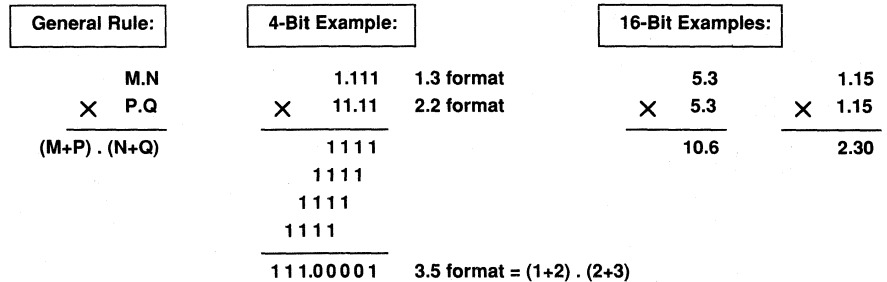 General Rule: 4-Bit Example: 16-Bit Examples:
M.N 1.111 1.3 format 5.3 1.15
× P.Q × 11.11 2.2 format × 5.3 × 1.15
(M+P) . (N+Q) 1111 10.6 2.30
1111
1111
1111
111.00001 3.5 format = (1+2) . (2+3)